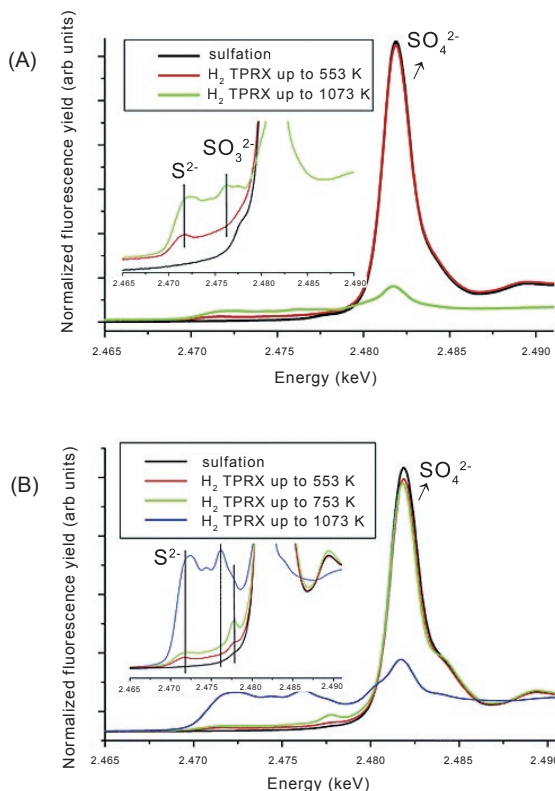 (A)
Normalized fluorescence yield (arb units)
sulfation
H₂ TPRX up to 553 K
H₂ TPRX up to 1073 K
SO₄²⁻
S²⁻
SO₃²⁻
2.465 2.470 2.475 2.480 2.485 2.490
2.465 2.470 2.475 2.480 2.485 2.490
Energy (keV)
(B)
Normalized fluorescence yield (arb units)
sulfation
H₂ TPRX up to 553 K
H₂ TPRX up to 753 K
H₂ TPRX up to 1073 K
SO₄²⁻
S²⁻
2.465 2.470 2.475 2.480 2.485 2.490
2.465 2.470 2.475 2.480 2.485 2.490
Energy (keV)